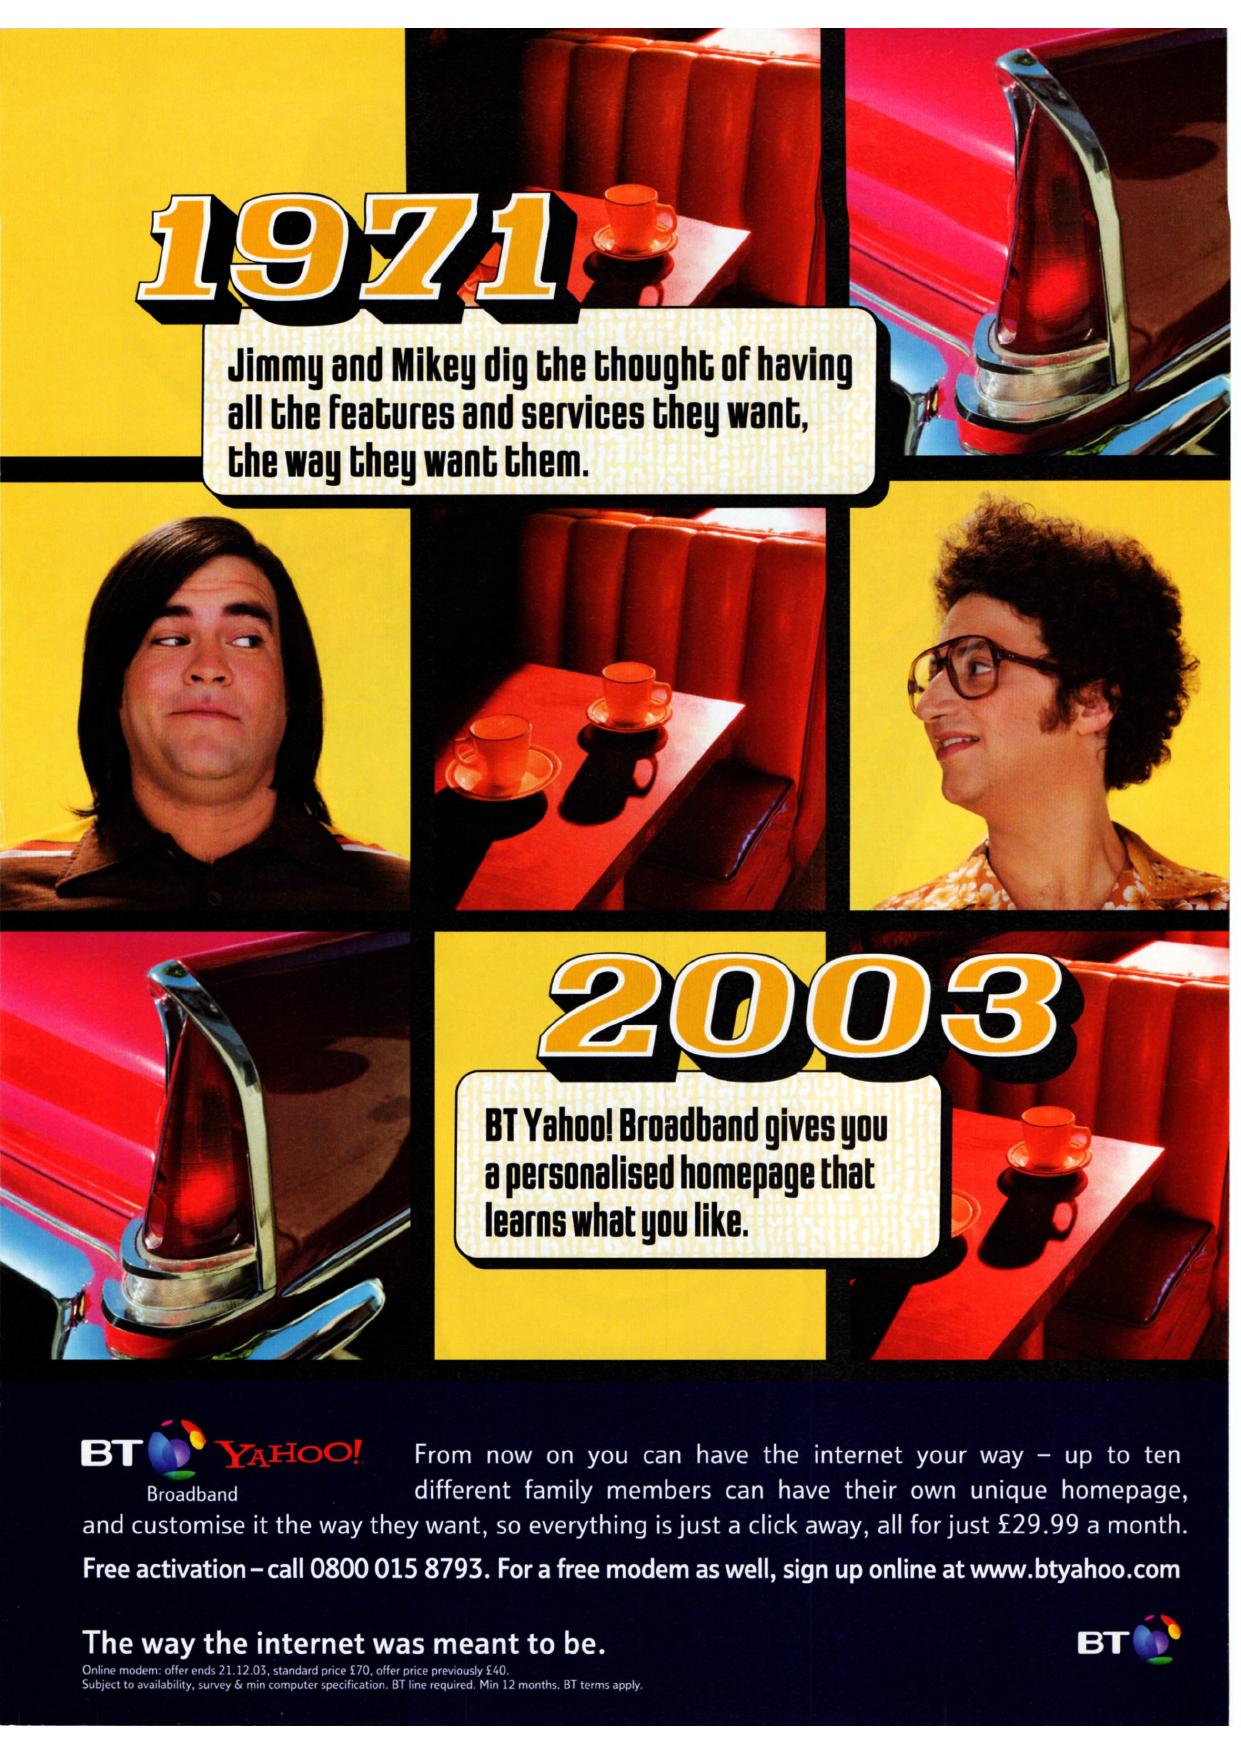 1971
Jimmy and Mikey dig the thought of having
all the features and services they want,
the way they want them.
2003
BT Yahoo! Broadband gives you
a personalised homepage that
learns what you like.
BT YAHOO!
Broadband
From now on you can have the internet your way – up to ten
different family members can have their own unique homepage,
and customise it the way they want, so everything is just a click away, all for just £29.99 a month.
Free activation – call 0800 015 8793. For a free modem as well, sign up online at www.btyahoo.com
The way the internet was meant to be.
BT
Online modem: offer ends 21.12.03, standard price £70, offer price previously £40.
Subject to availability, survey & min computer specification. BT line required. Min 12 months. BT terms apply.